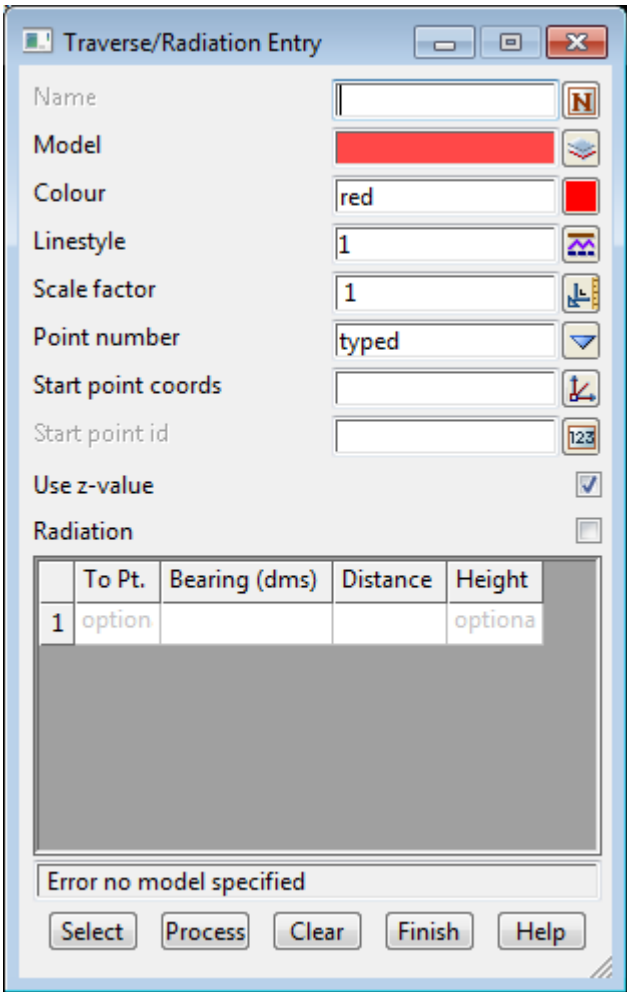 Traverse/Radiation Entry
Name
N
Model
Colour red
Linestyle 1
Scale factor 1
Point number typed
Start point coords
Start point id 123
Use z-value
Radiation
To Pt. Bearing (dms) Distance Height
1 option optiona
Error no model specified
Select Process Clear Finish Help